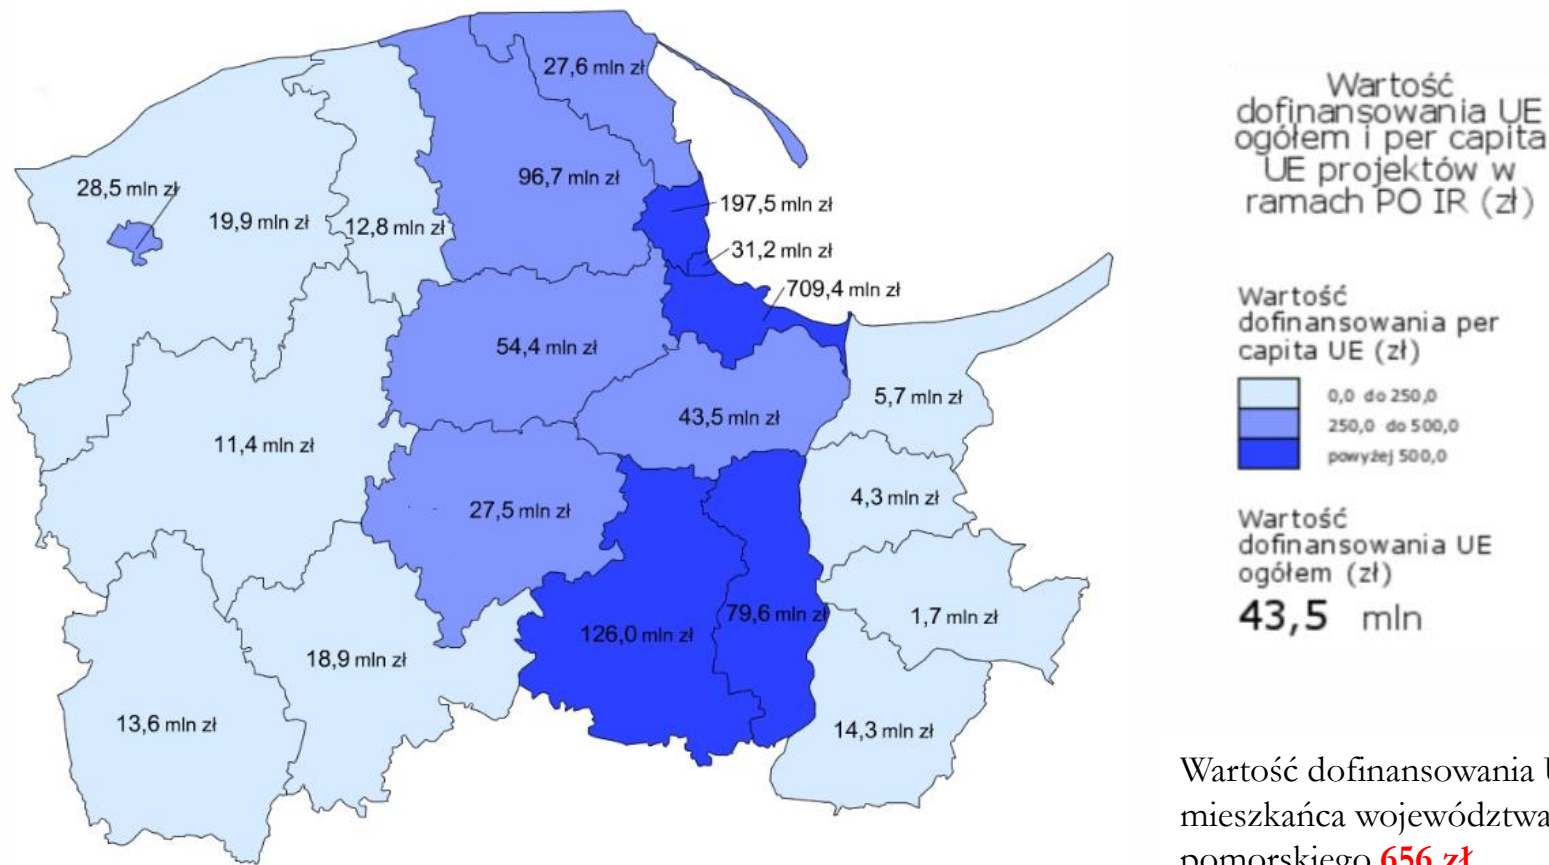 27,6 mln zł
96,7 mln zł
28,5 mln zł
197,5 mln zł
19,9 mln zł
12,8 mln zł
31,2 mln zł
709,4 mln zł
54,4 mln zł
5,7 mln zł
43,5 mln zł
11,4 mln zł
4,3 mln zł
27,5 mln zł
79,6 mln zł
1,7 mln zł
126,0 mln zł
18,9 mln zł
13,6 mln zł
14,3 mln zł
Wartość
dofinansowania UE
ogółem i per capita
UE projektów w
ramach PO IR (zł)
Wartość
dofinansowania per
capita UE (zł)
0,0 do 250,0
250,0 do 500,0
powyżej 500,0
Wartość
dofinansowania UE
ogółem (zł)
43,5 mln
Wartość dofinansowania
mieszkańca województwa
pomorskiego 656 zł